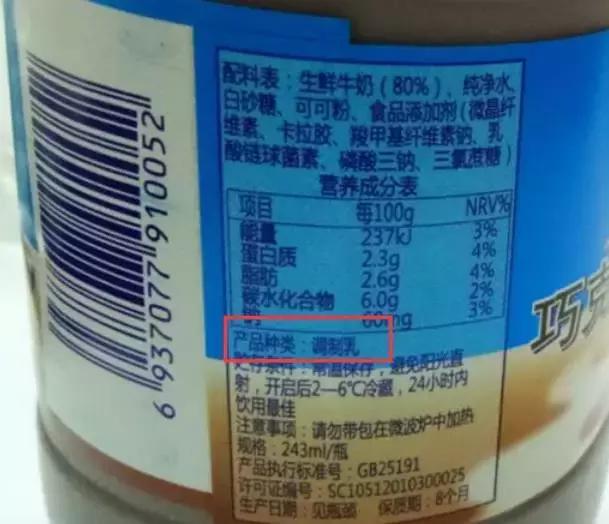 配料表：生鲜牛奶（80%）、纯净水、
白砂糖、可可粉、食品添加剂（微晶纤
维素、卡拉胶、羧甲基纤维素钠、乳
酸链球菌素、磷酸三钠、三氯蔗糖）
营养成分表
项目 每100g NRV%
能量 237kJ 3%
蛋白质 2.3g 4%
脂肪 2.6g 4%
碳水化合物 6.0g 2%
钠 60mg 3%
产品种类：调制乳
贮存条件：常温保存，避免阳光直
射，开启后2—6℃冷藏，24小时内
饮用最佳
注意事项：请勿带包在微波炉中加热
规格：243ml/瓶
产品执行标准号：GB25191
许可证编号：SC10512010300025
生产日期：见瓶颈 保质期：8个月
6 937077 910052
巧克